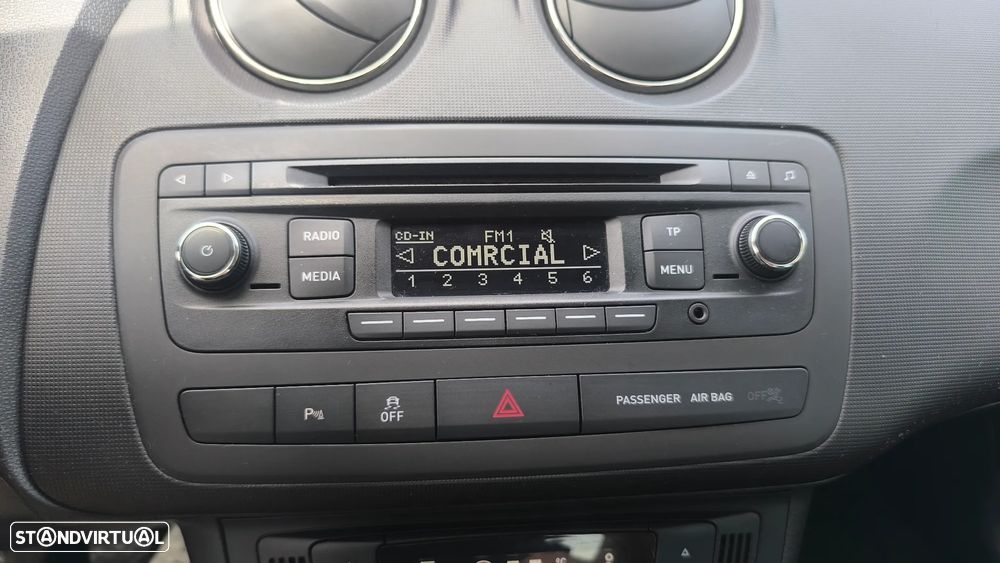 RADIO
MEDIA
CD-IN FM1
COMRCIAL
1 2 3 4 5 6
TP
MENU
P
OFF
PASSENGER AIR BAG OFF
STANDVIRTUAL